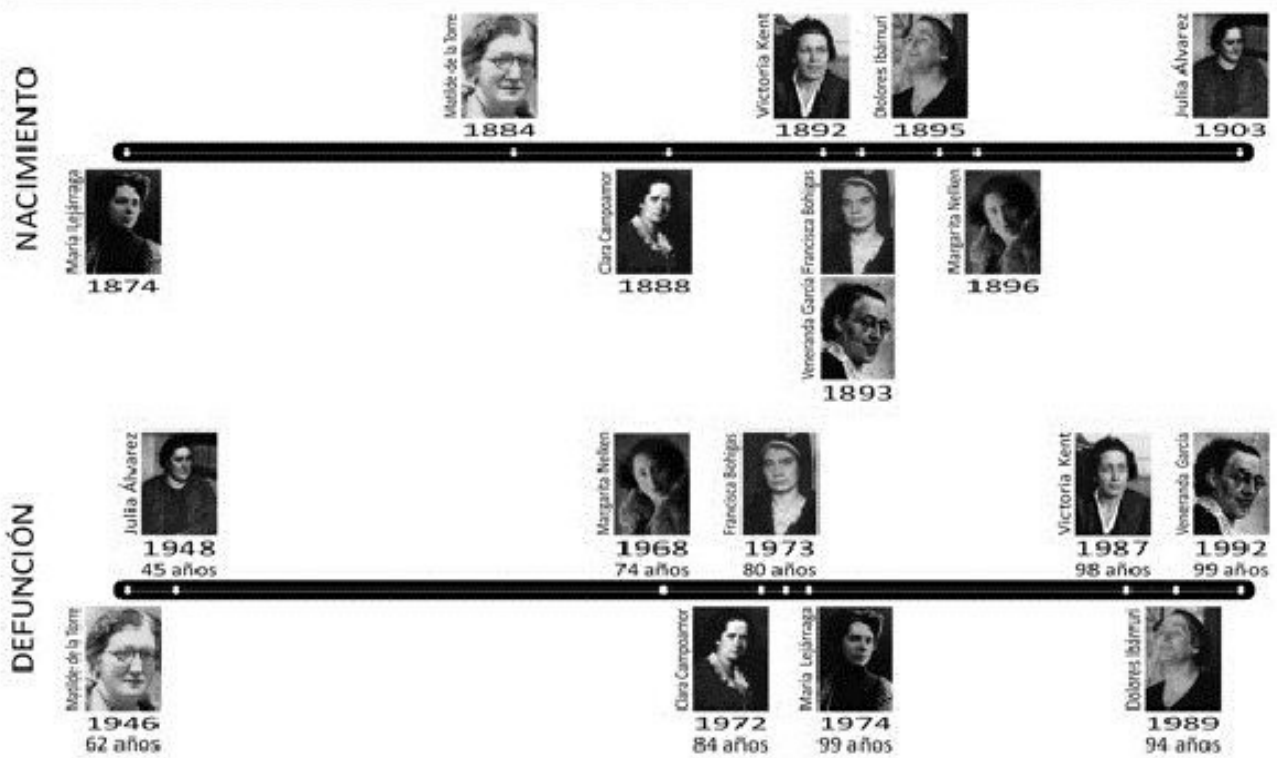 NACIMIENTO
Matilde de la Torre
1884
Victoria Kent
1892
Dolores Ibárruri
1895
Julia Álvarez
1903
María Lejárraga
1874
Clara Campoamor
1888
Francisca Bohigas
Veneranda García
1893
Margarita Nelken
1896
DEFUNCIÓN
Julia Álvarez
1948
45 años
Margarita Nelken
1968
74 años
Francisca Bohigas
1973
80 años
Victoria Kent
1987
98 años
Veneranda García
1992
99 años
Matilde de la Torre
1946
62 años
Clara Campoamor
1972
84 años
María Lejárraga
1974
99 años
Dolores Ibárruri
1989
94 años